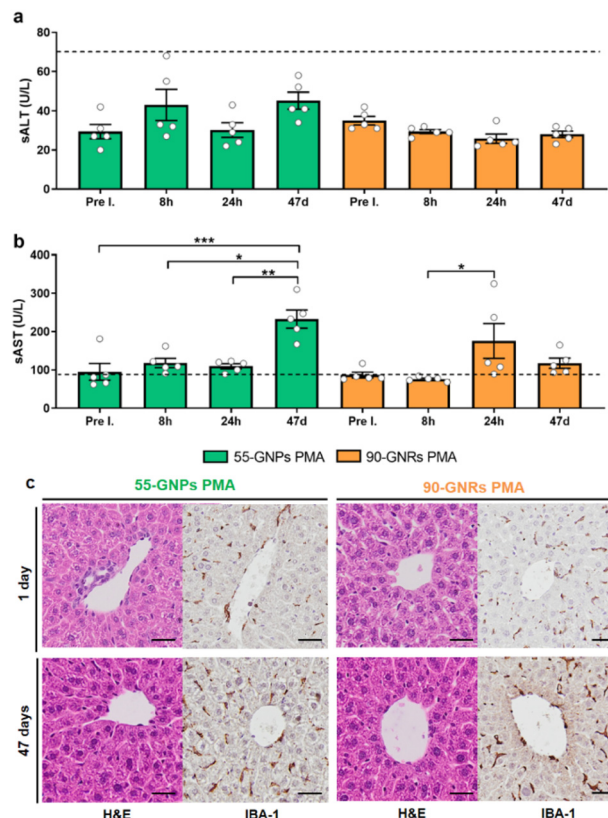 a
sALT (U/L)
80
60
40
20
0
Pre I. 8h 24h 47d Pre I. 8h 24h 47d
b
sAST (U/L)
400
300
200
100
0
*** * ** *
Pre I. 8h 24h 47d Pre I. 8h 24h 47d
55-GNPs PMA 90-GNRs PMA
c
55-GNPs PMA 90-GNRs PMA
1 day
47 days
H&E IBA-1 H&E IBA-1